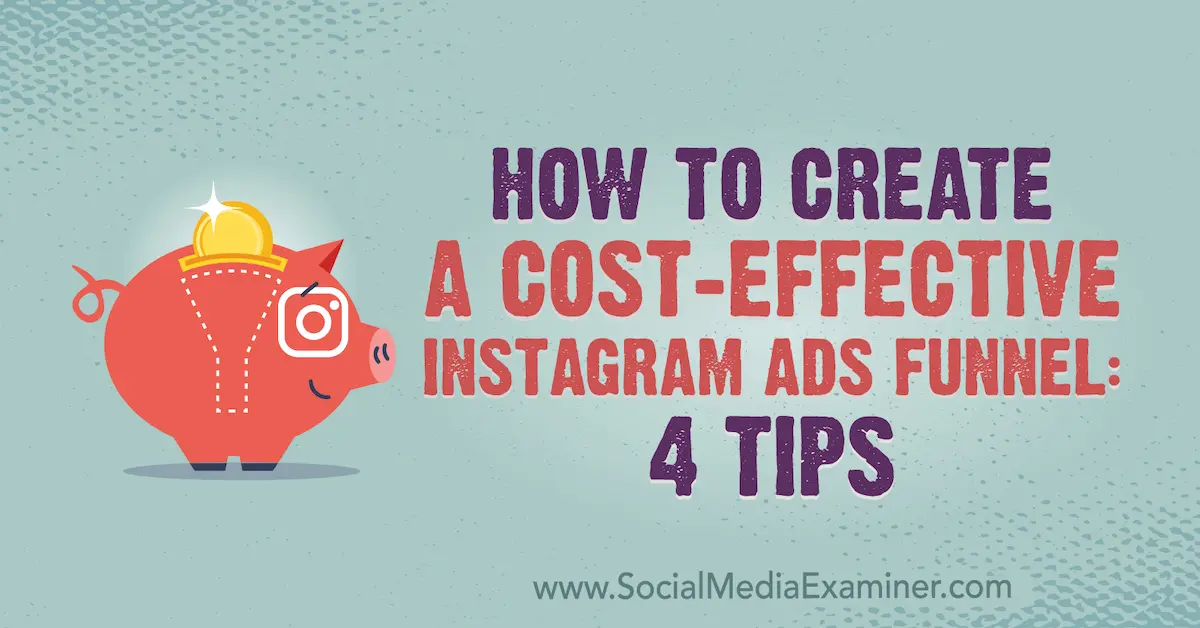 HOW TO CREATE
A COST-EFFECTIVE
INSTAGRAM ADS FUNNEL:
4 TIPS
www.SocialMediaExaminer.com